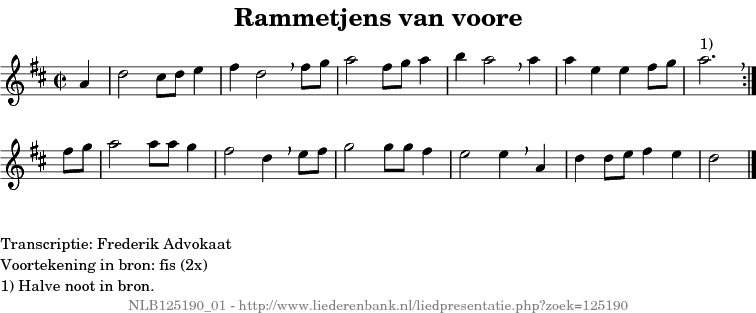 Rammetjens van voore
1)
Transcriptie: Frederik Advokaat
Voortekening in bron: fis (2x)
1) Halve noot in bron.
NLB125190_01 - http://www.liederenbank.nl/liedpresentatie.php?zoek=125190